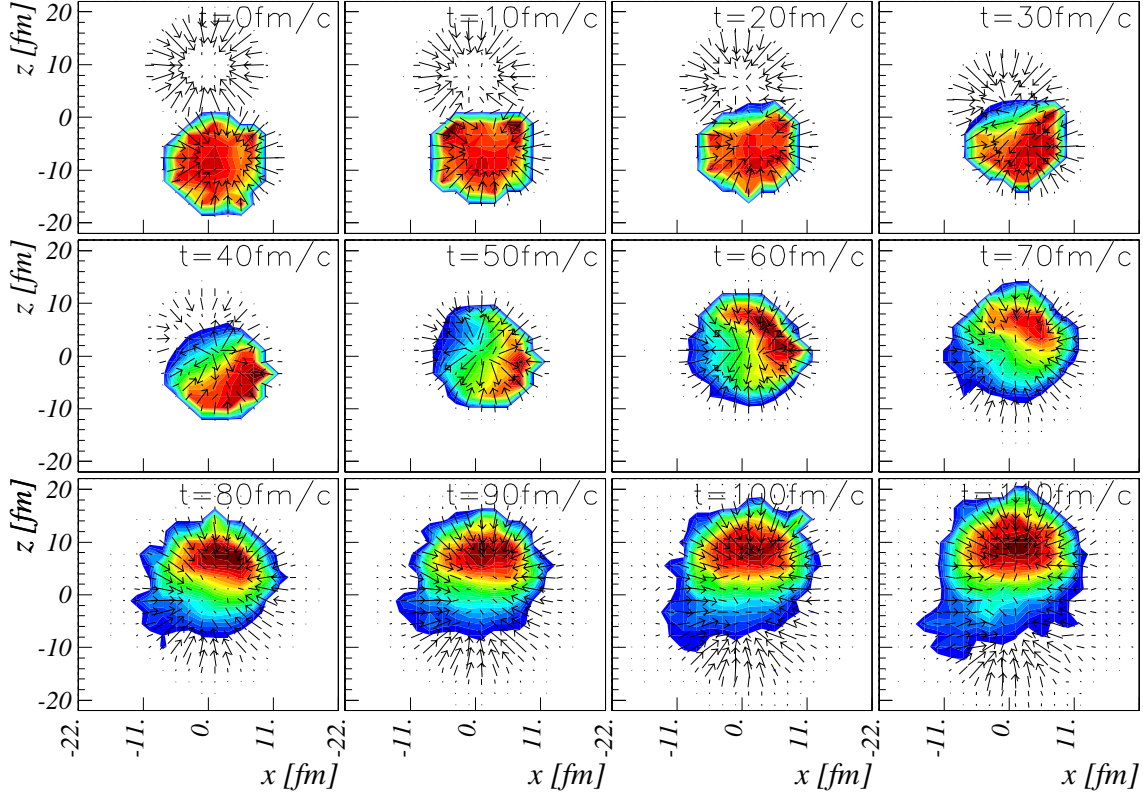 z [fm]
20
10
0
-10
-20
t=0fm/c
t=10fm/c
t=20fm/c
t=30fm/c
z [fm]
20
10
0
-10
-20
t=40fm/c
t=50fm/c
t=60fm/c
t=70fm/c
z [fm]
20
10
0
-10
-20
t=80fm/c
t=90fm/c
t=100fm/c
t=110fm/c
-22. -11. 0. 11. -22. -11. 0. 11. -22. -11. 0. 11. -22. -11. 0. 11.
x [fm] x [fm] x [fm] x [fm]